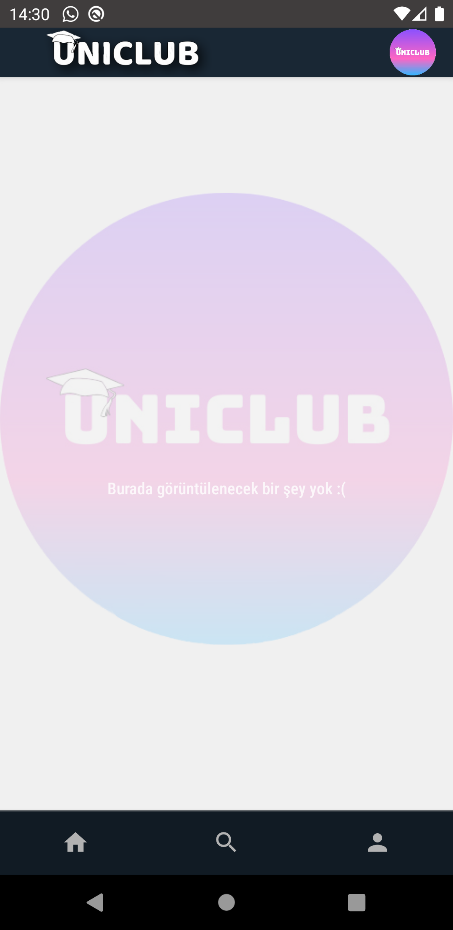 14:30
UNICLUB
UNICLUB
UNICLUB
Burada görüntülenecek bir şey yok :(